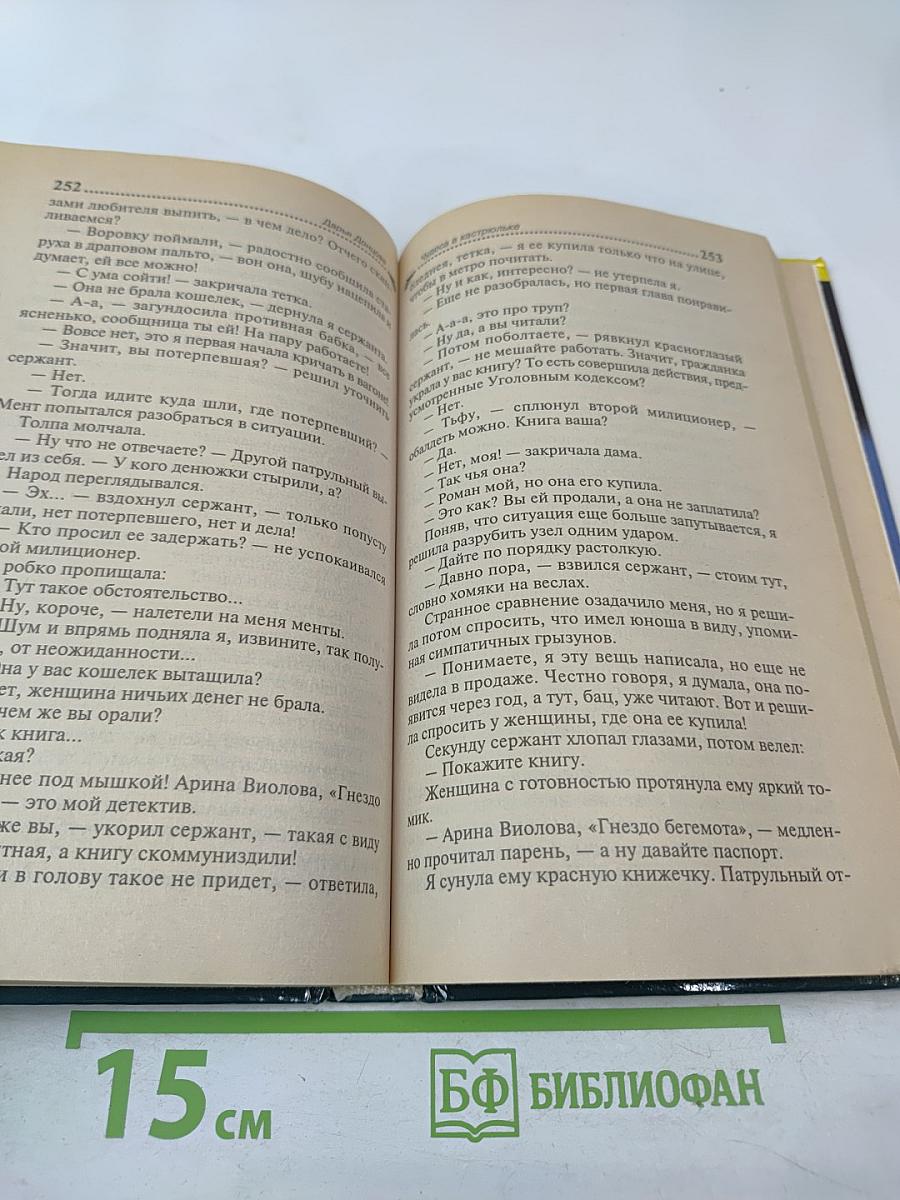 252
Дарья Донцова
зами любителя выпить, — в чем дело? Отчего скан-
ливаемся?
— Воровку поймали, — радостно сообщила ста-
руха в драповом пальто, — вон она, шубу нацепила и
думает, ей все можно!
— С ума сойти! — закричала тетка.
— Она не брала кошелек, — дернула я сержанта.
— А-а, — загундосила противная бабка, — все
ясненько, сообщница ты ей! На пару работаете!
— Вовсе нет, это я первая начала кричать в вагоне!
— Значит, вы потерпевшая? — решил уточнить
сержант.
— Нет.
— Тогда идите куда шли, где потерпевший? —
Мент попытался разобраться в ситуации.
Толпа молчала.
— Ну что не отвечаете? — Другой патрульный вы-
ел из себя. — У кого денюжки стырили, а?
Народ переглядывался.
— Эх... — вздохнул сержант, — только попусту
али, нет потерпевшего, нет и дела!
— Кто просил ее задержать? — не успокаивался
ой милиционер.
робко пропищала:
Тут такое обстоятельство...
Ну, короче, — налетели на меня менты.
Шум и впрямь подняла я, извините, так полу-
, от неожиданности...
на у вас кошелек вытащила?
ет, женщина ничьих денег не брала.
чем же вы орали?
к книга...
кая?
нее под мышкой! Арина Виолова, «Гнездо
— это мой детектив.
же вы, — укорил сержант, — такая с виду
тная, а книгу скоммуниздили!
и в голову такое не придет, — ответила,
в кастрюльке
253
бледнея, тетка, — я ее купила только что на улице,
чтобы в метро почитать.
— Ну и как, интересно? — не утерпела я.
— Еще не разобралась, но первая глава понрави-
лась.
— А-а-а, это про труп?
— Ну да, а вы читали?
— Потом поболтаете, — рявкнул красноглазый
сержант, — не мешайте работать. Значит, гражданка
украла у вас книгу? То есть совершила действия, пред-
усмотренные Уголовным кодексом?
— Нет.
— Тьфу, — сплюнул второй милиционер, —
обалдеть можно. Книга ваша?
— Да.
— Нет, моя! — закричала дама.
— Так чья она?
— Роман мой, но она его купила.
— Это как? Вы ей продали, а она не заплатила?
Поняв, что ситуация еще больше запутывается, я
решила разрубить узел одним ударом.
— Дайте по порядку растолкую.
— Давно пора, — взвился сержант, — стоим тут,
словно хомяки на веслах.
Странное сравнение озадачило меня, но я реши-
ла потом спросить, что имел юноша в виду, упоми-
ная симпатичных грызунов.
— Понимаете, я эту вещь написала, но еще не
видела в продаже. Честно говоря, я думала, она по-
явится через год, а тут, бац, уже читают. Вот и реши-
ла спросить у женщины, где она ее купила!
Секунду сержант хлопал глазами, потом велел:
— Покажите книгу.
Женщина с готовностью протянула ему яркий то-
мик.
— Арина Виолова, «Гнездо бегемота», — медлен-
но прочитал парень, — а ну давайте паспорт.
Я сунула ему красную книжечку. Патрульный от-
15 см
БФ БИБЛИОФАН